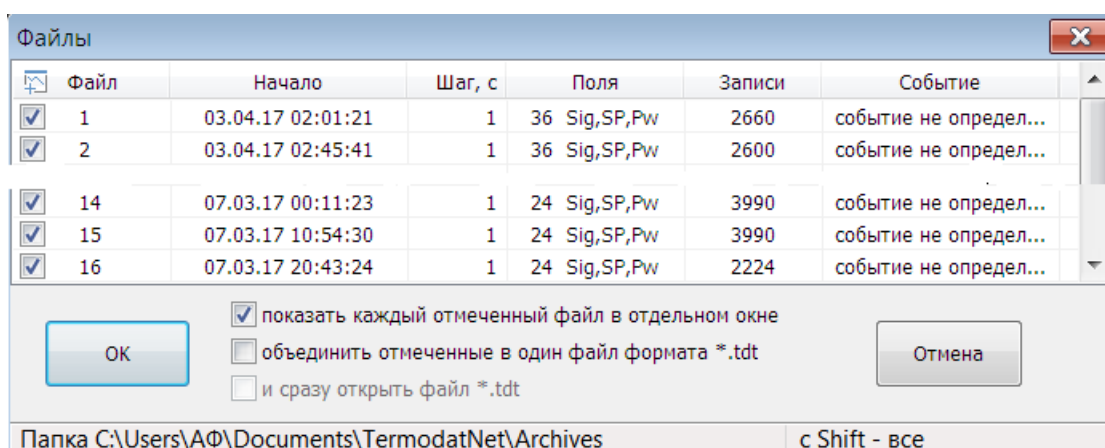 Файлы
Файл Начало Шаг, с Поля Записи Событие
1 03.04.17 02:01:21 1 36 Sig,SP,Pw 2660 событие не определ...
2 03.04.17 02:45:41 1 36 Sig,SP,Pw 2600 событие не определ...
14 07.03.17 00:11:23 1 24 Sig,SP,Pw 3990 событие не определ...
15 07.03.17 10:54:30 1 24 Sig,SP,Pw 3990 событие не определ...
16 07.03.17 20:43:24 1 24 Sig,SP,Pw 2224 событие не определ...
показать каждый отмеченный файл в отдельном окне
OK объединить отмеченные в один файл формата *.tdt Отмена
и сразу открыть файл *.tdt
Папка C:\Users\АФ\Documents\TermodatNet\Archives с Shift - все